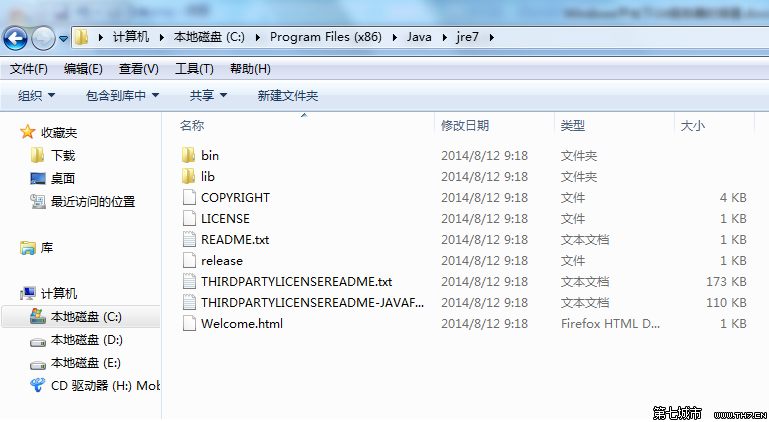 计算机 本地磁盘 (C:) Program Files (x86) Java jre7
文件(F) 编辑(E) 查看(V) 工具(T) 帮助(H)
组织 包含到库中 共享 新建文件夹
收藏夹
下载
桌面
最近访问的位置
库
计算机
本地磁盘 (C:)
本地磁盘 (D:)
本地磁盘 (E:)
CD 驱动器 (H:) Mob
名称 修改日期 类型 大小
bin 2014/8/12 9:18 文件夹
lib 2014/8/12 9:18 文件夹
COPYRIGHT 2014/8/12 9:18 文件 4 KB
LICENSE 2014/8/12 9:18 文件 1 KB
README.txt 2014/8/12 9:18 文本文档 1 KB
release 2014/8/12 9:18 文件 1 KB
THIRDPARTYLICENSEREADME.txt 2014/8/12 9:18 文本文档 173 KB
THIRDPARTYLICENSEREADME-JAVAF... 2014/8/12 9:18 文本文档 110 KB
Welcome.html 2014/8/12 9:18 Firefox HTML D... 1 KB
第七城市 WWW.TH7.CN